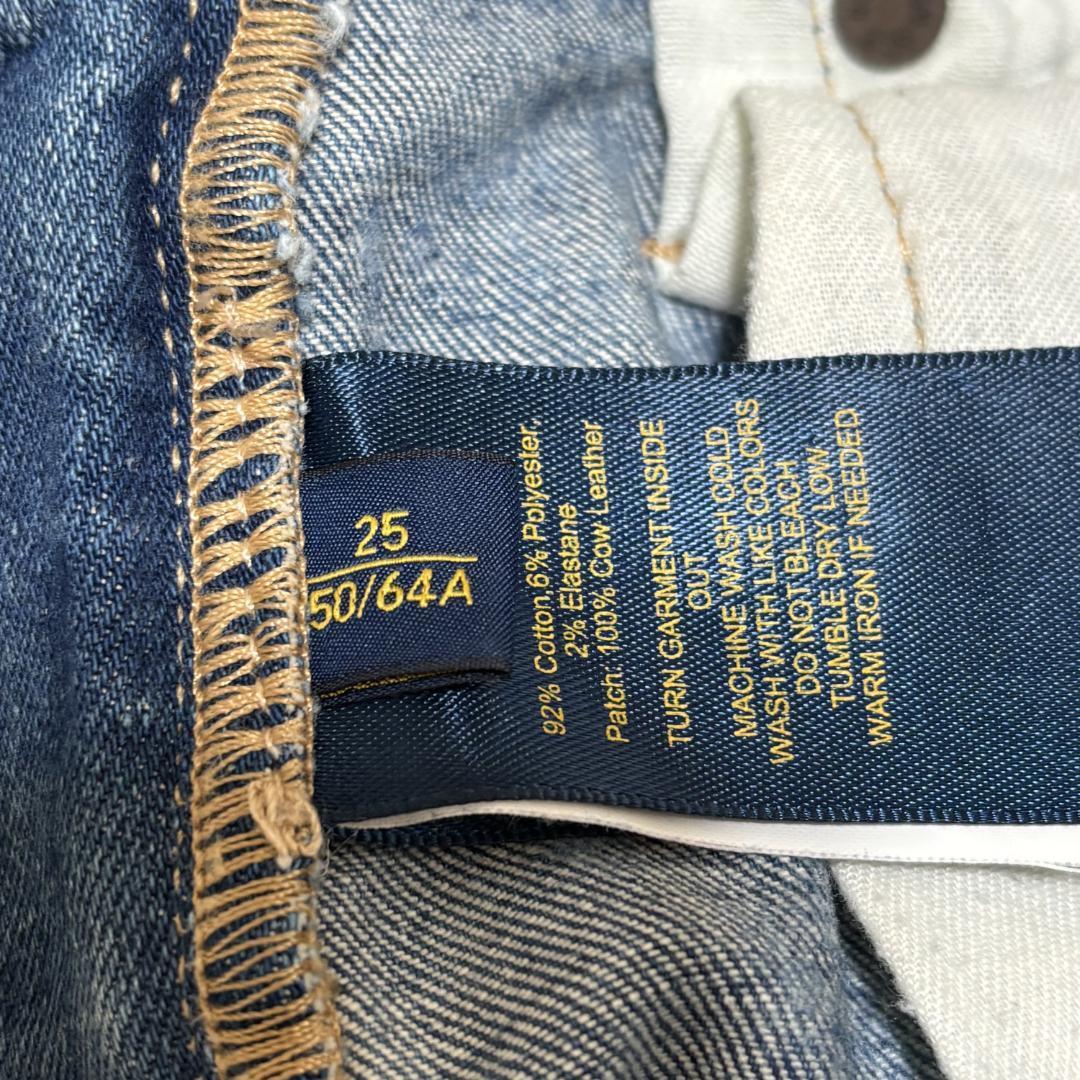 25
50/64A
92% Cotton,6% Polyester,
2% Elastane
Patch: 100% Cow Leather
TURN GARMENT INSIDE
OUT
MACHINE WASH COLD
WASH WITH LIKE COLORS
DO NOT BLEACH
TUMBLE DRY LOW
WARM IRON IF NEEDED